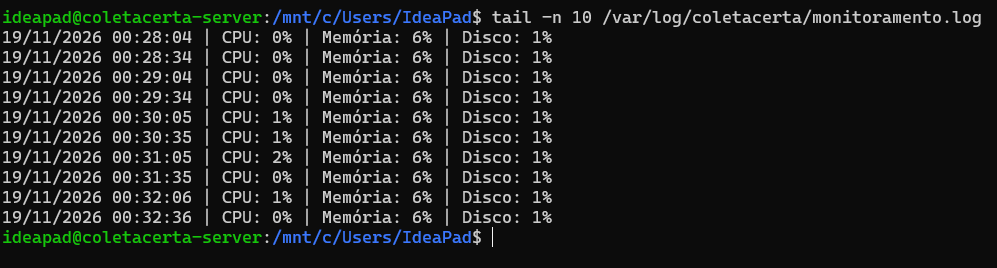 ideapad@coletacerta-server:/mnt/c/Users/IdeaPad$ tail -n 10 /var/log/coletacerta/monitoramento.log
19/11/2026 00:28:04 | CPU: 0% | Memória: 6% | Disco: 1%
19/11/2026 00:28:34 | CPU: 0% | Memória: 6% | Disco: 1%
19/11/2026 00:29:04 | CPU: 0% | Memória: 6% | Disco: 1%
19/11/2026 00:29:34 | CPU: 0% | Memória: 6% | Disco: 1%
19/11/2026 00:30:05 | CPU: 1% | Memória: 6% | Disco: 1%
19/11/2026 00:30:35 | CPU: 1% | Memória: 6% | Disco: 1%
19/11/2026 00:31:05 | CPU: 2% | Memória: 6% | Disco: 1%
19/11/2026 00:31:35 | CPU: 0% | Memória: 6% | Disco: 1%
19/11/2026 00:32:06 | CPU: 1% | Memória: 6% | Disco: 1%
19/11/2026 00:32:36 | CPU: 0% | Memória: 6% | Disco: 1%
ideapad@coletacerta-server:/mnt/c/Users/IdeaPad$